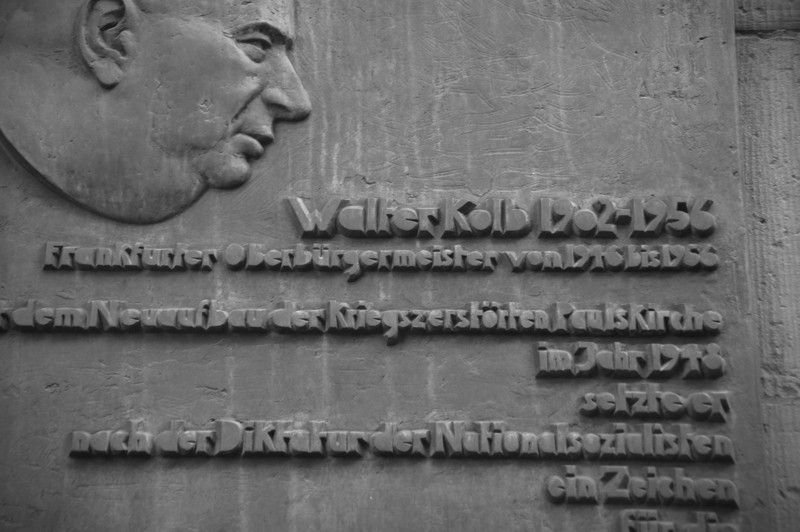 Walter Kolb 1902-1956
Frankfurter Oberbürgermeister von 1946 bis 1956
dem Neuaufbau der Kriegszerstörten Paulskirche
im Jahr 1948
setzte er
nach der Diktatur der Nationalsozialisten
ein Zeichen